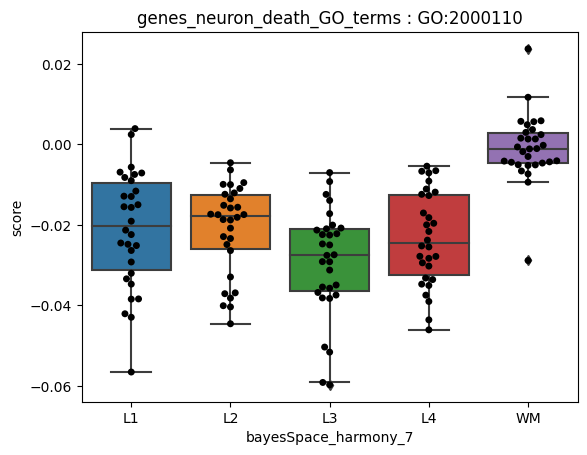 genes_neuron_death_GO_terms : GO:2000110
score
0.02
0.00
−0.02
−0.04
−0.06
L1 L2 L3 L4 WM
bayesSpace_harmony_7